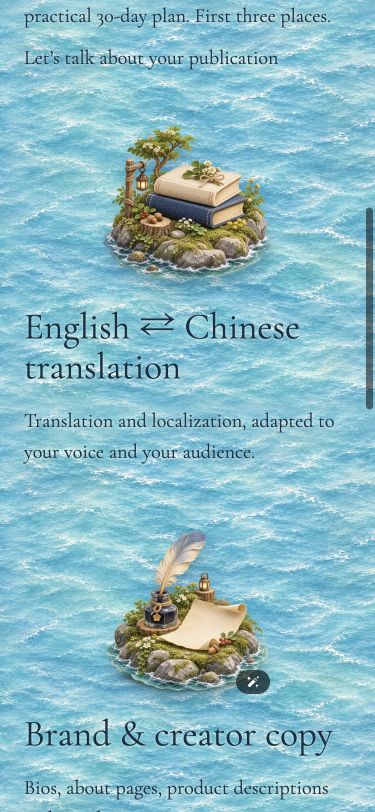 practical 30-day plan. First three places.
Let’s talk about your publication
English ⇄ Chinese
translation
Translation and localization, adapted to
your voice and your audience.
Brand & creator copy
Bios, about pages, product descriptions